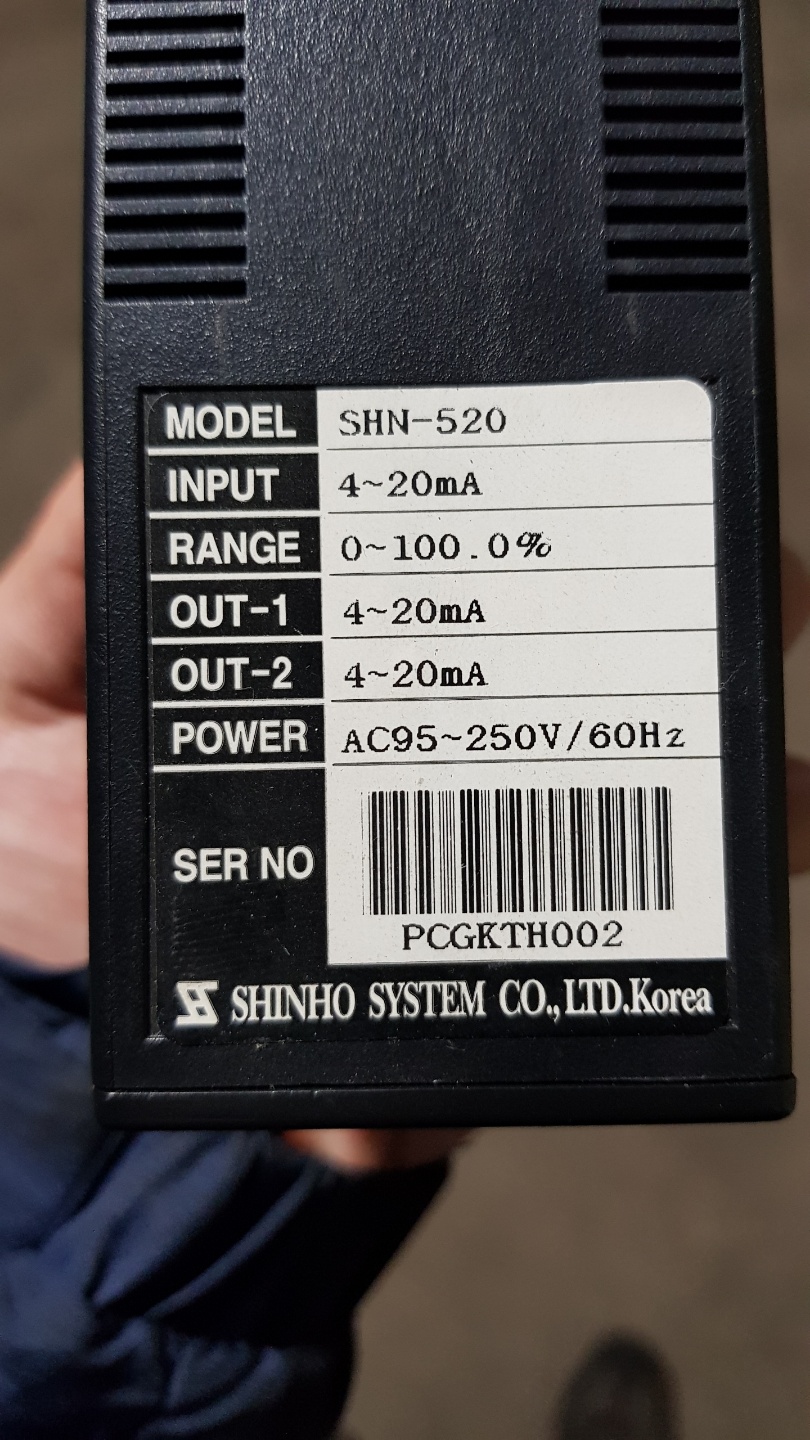 MODEL SHN-520
INPUT 4~20mA
RANGE 0~100.0%
OUT-1 4~20mA
OUT-2 4~20mA
POWER AC95~250V/60Hz
SER NO
PCGKTH002
SHINHO SYSTEM CO.,LTD.Korea